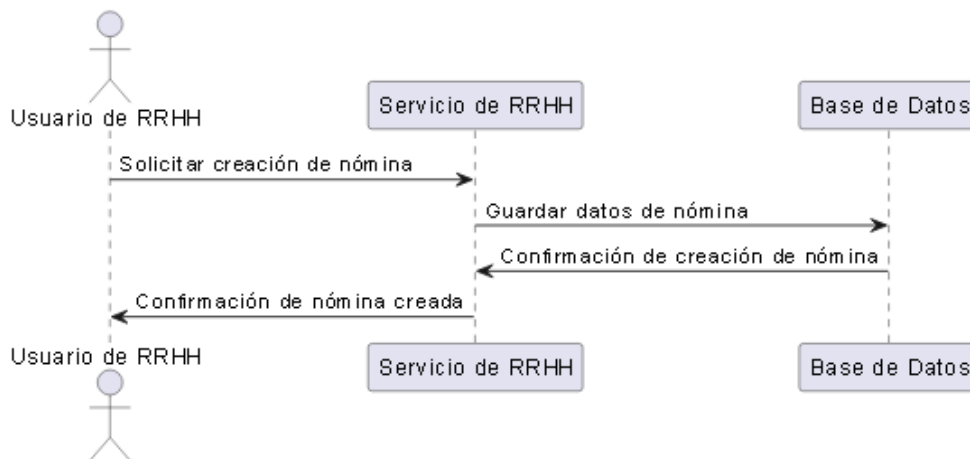 Usuario de RRHH
Servicio de RRHH
Base de Datos
Solicitar creación de nómina
Guardar datos de nómina
Confirmación de creación de nómina
Confirmación de nómina creada
Usuario de RRHH
Servicio de RRHH
Base de Datos